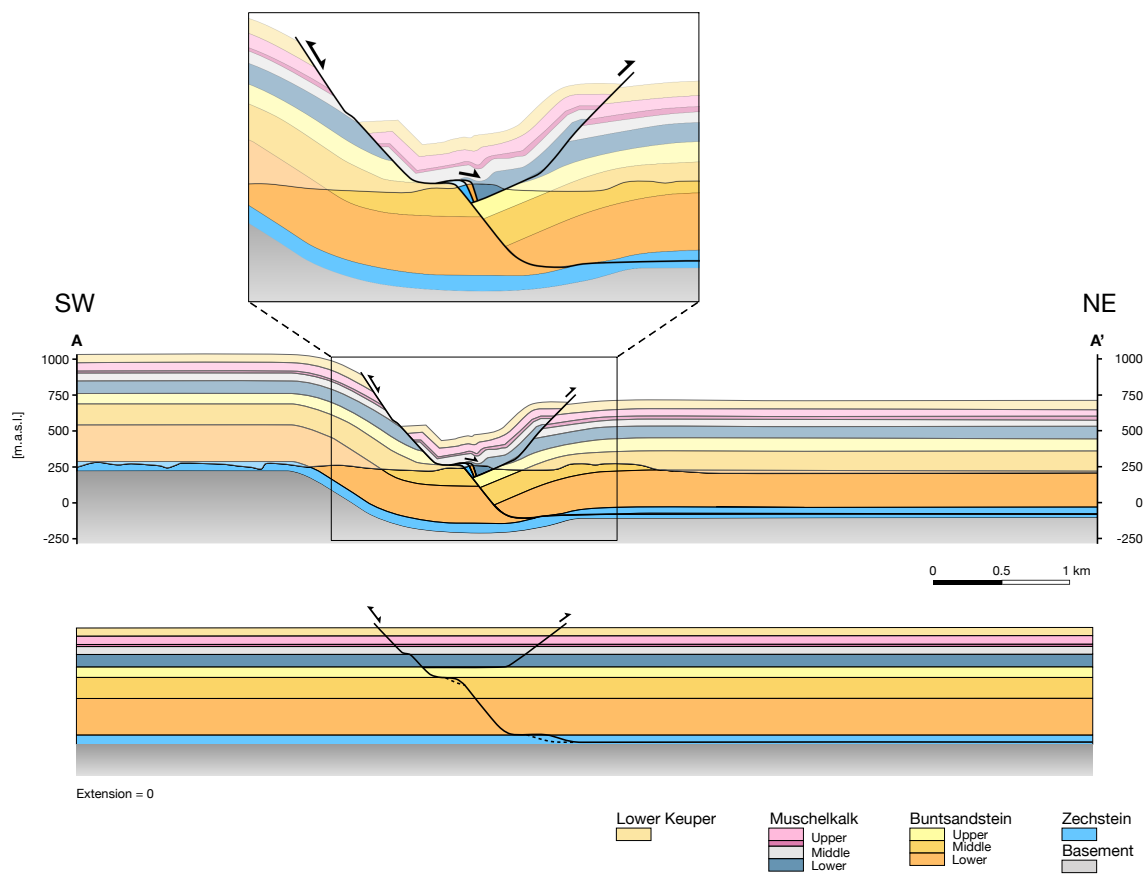 SW
NE
A
A'
1000
750
500
250
0
-250
[m.a.s.l.]
1000
750
500
250
0
-250
0 0.5 1 km
Extension = 0
Lower Keuper
Muschelkalk
Upper
Middle
Lower
Buntsandstein
Upper
Middle
Lower
Zechstein
Basement